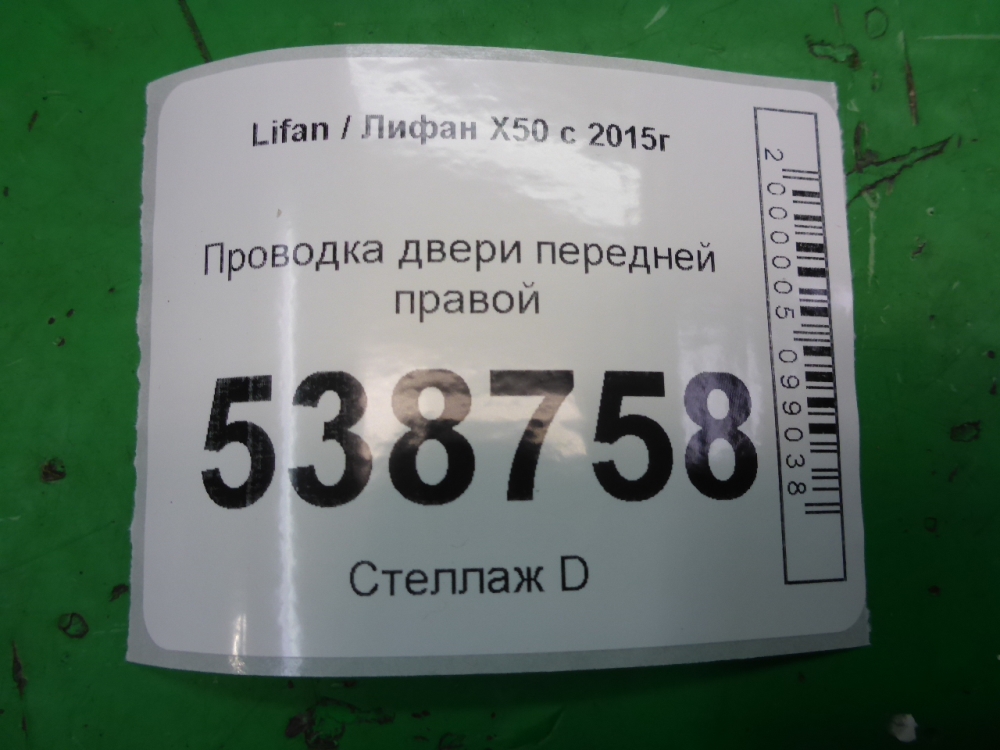 Lifan / Лифан X50 с 2015г
Проводка двери передней
правой
538758
Стеллаж D
2000005099038